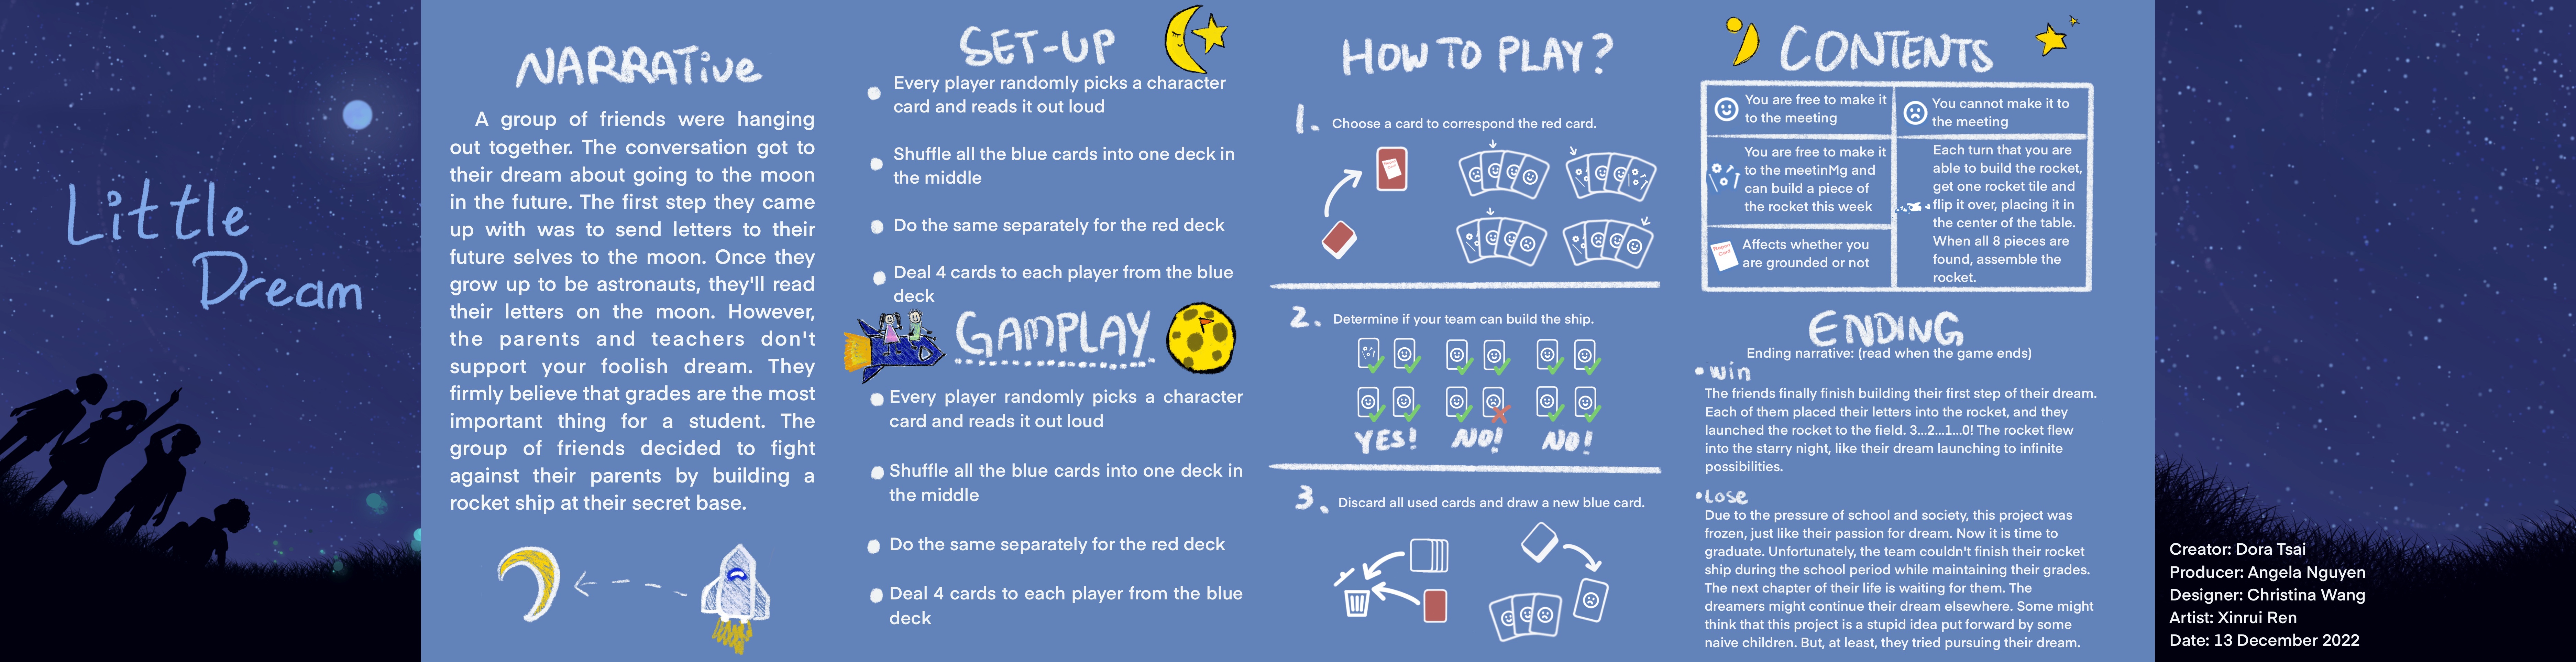 Little
Dream
NARRATiVe
A group of friends were hanging
out together. The conversation got to
their dream about going to the moon
in the future. The first step they came
up with was to send letters to their
future selves to the moon. Once they
grow up to be astronauts, they'll read
their letters on the moon. However,
the parents and teachers don't
support your foolish dream. They
firmly believe that grades are the most
important thing for a student. The
group of friends decided to fight
against their parents by building a
rocket ship at their secret base.
SET-UP
Every player randomly picks a character
card and reads it out loud
Shuffle all the blue cards into one deck in
the middle
Do the same separately for the red deck
Deal 4 cards to each player from the blue
deck
GAMPLAY
Every player randomly picks a character
card and reads it out loud
Shuffle all the blue cards into one deck in
the middle
Do the same separately for the red deck
Deal 4 cards to each player from the blue
deck
HOW TO PLAY?
1. Choose a card to correspond the red card.
2. Determine if your team can build the ship.
YES! NO! NO!
3. Discard all used cards and draw a new blue card.
CONTENTS
You are free to make it
to the meeting
You cannot make it to
the meeting
You are free to make it
to the meetinMg and
can build a piece of
the rocket this week
Report
Card
Affects whether you
are grounded or not
Each turn that you are
able to build the rocket,
get one rocket tile and
flip it over, placing it in
the center of the table.
When all 8 pieces are
found, assemble the
rocket.
ENDING
Ending narrative: (read when the game ends)
•win
The friends finally finish building their first step of their dream.
Each of them placed their letters into the rocket, and they
launched the rocket to the field. 3...2...1...0! The rocket flew
into the starry night, like their dream launching to infinite
possibilities.
•Lose
Due to the pressure of school and society, this project was
frozen, just like their passion for dream. Now it is time to
graduate. Unfortunately, the team couldn't finish their rocket
ship during the school period while maintaining their grades.
The next chapter of their life is waiting for them. The
dreamers might continue their dream elsewhere. Some might
think that this project is a stupid idea put forward by some
naive children. But, at least, they tried pursuing their dream.
Creator: Dora Tsai
Producer: Angela Nguyen
Designer: Christina Wang
Artist: Xinrui Ren
Date: 13 December 2022